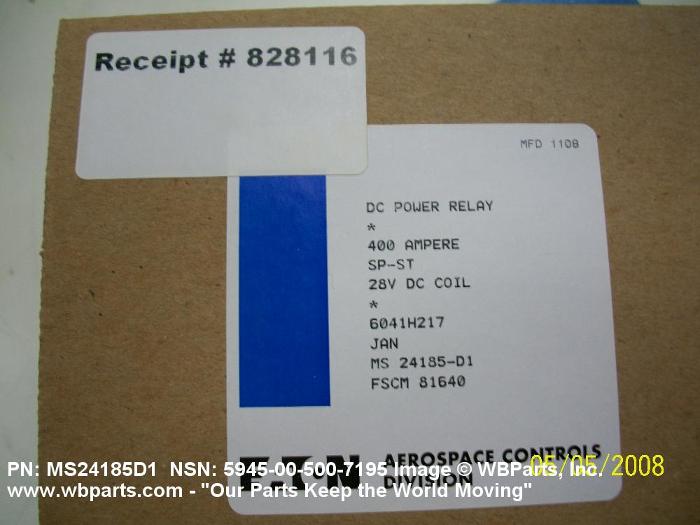 Receipt # 828116
MFD 1108
DC POWER RELAY
*
400 AMPERE
SP-ST
28V DC COIL
*
6041H217
JAN
MS 24185-D1
FSCM 81640
EATON AEROSPACE CONTROLS
DIVISION
06/05/2008
PN: MS24185D1 NSN: 5945-00-500-7195 Image © WBParts, Inc.
www.wbparts.com - "Our Parts Keep the World Moving"